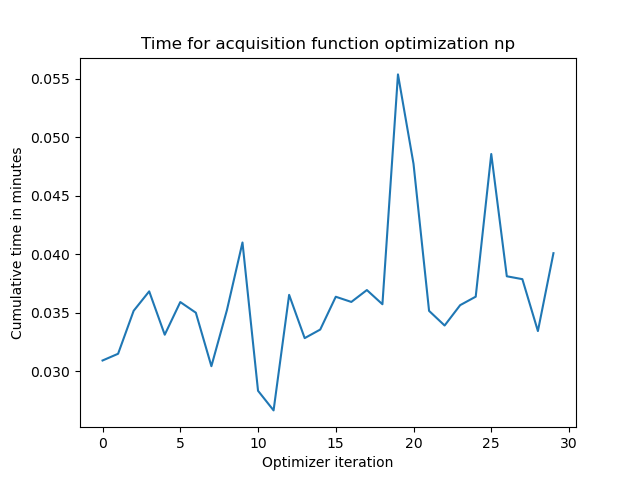 Time for acquisition function optimization np
Cumulative time in minutes
0.055
0.050
0.045
0.040
0.035
0.030
0 5 10 15 20 25 30
Optimizer iteration